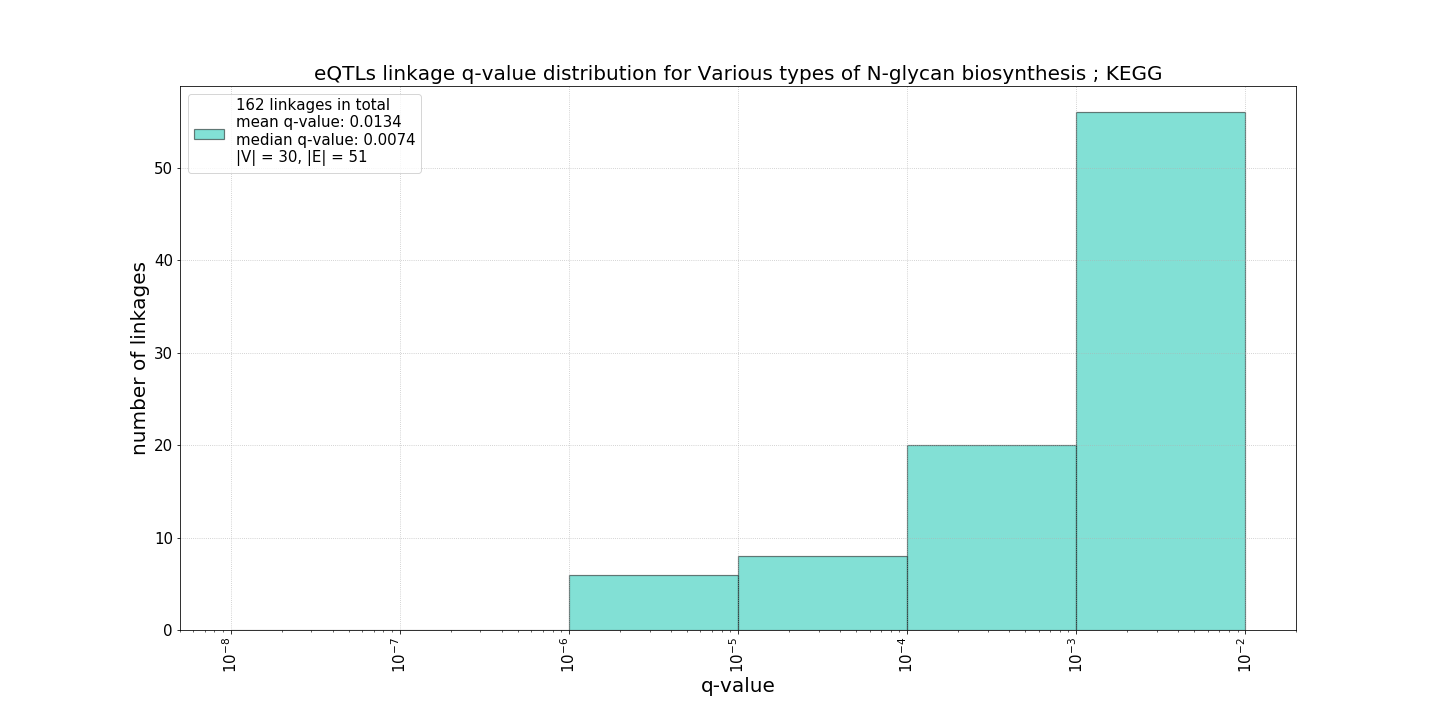 eQTLs linkage q-value distribution for Various types of N-glycan biosynthesis ; KEGG
162 linkages in total
mean q-value: 0.0134
median q-value: 0.0074
|V| = 30, |E| = 51
number of linkages
50
40
30
20
10
0
10⁻⁸
10⁻⁷
10⁻⁶
10⁻⁵
10⁻⁴
10⁻³
10⁻²
q-value